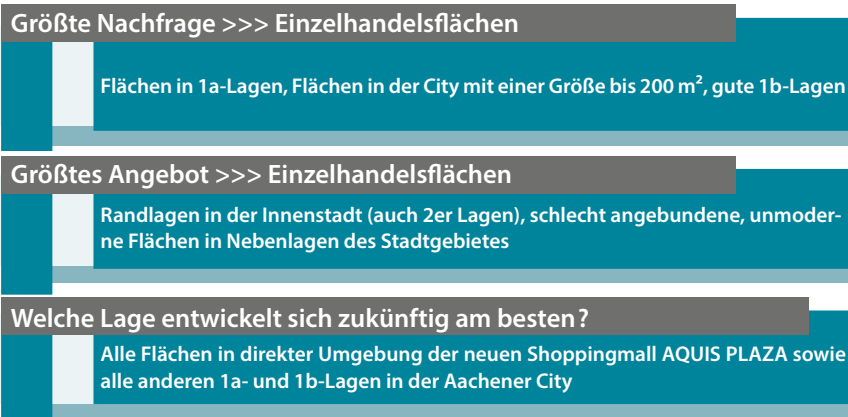 Größte Nachfrage >>> Einzelhandelsflächen
Flächen in 1a-Lagen, Flächen in der City mit einer Größe bis 200 m², gute 1b-Lagen
Größtes Angebot >>> Einzelhandelsflächen
Randlagen in der Innenstadt (auch 2er Lagen), schlecht angebundene, unmoder-
ne Flächen in Nebenlagen des Stadtgebietes
Welche Lage entwickelt sich zukünftig am besten?
Alle Flächen in direkter Umgebung der neuen Shoppingmall AQUIS PLAZA sowie
alle anderen 1a- und 1b-Lagen in der Aachener City